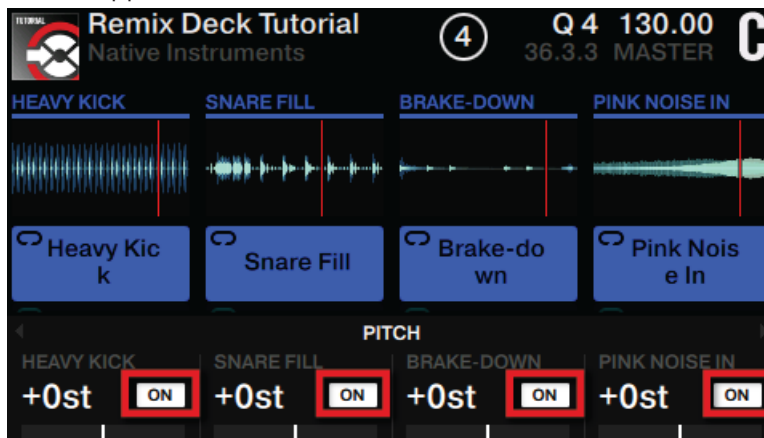 TUTORIAL
Remix Deck Tutorial
Native Instruments
4
Q 4 130.00
36.3.3 MASTER
C
HEAVY KICK SNARE FILL BRAKE-DOWN PINK NOISE IN
Heavy Kic
k
Snare Fill
Brake-do
wn
Pink Nois
e In
PITCH
HEAVY KICK SNARE FILL BRAKE-DOWN PINK NOISE IN
+0st ON +0st ON +0st ON +0st ON